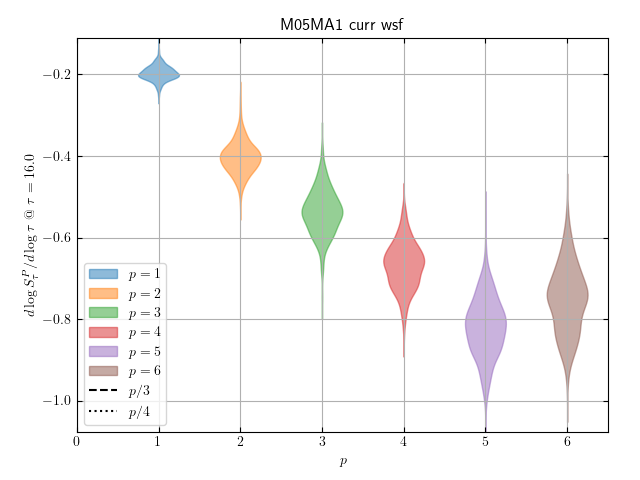 M05MA1 curr wsf
d log S_τ^P / d log τ @ τ = 16.0
−0.2
−0.4
−0.6
−0.8
−1.0
p = 1
p = 2
p = 3
p = 4
p = 5
p = 6
p/3
p/4
0 1 2 3 4 5 6
p